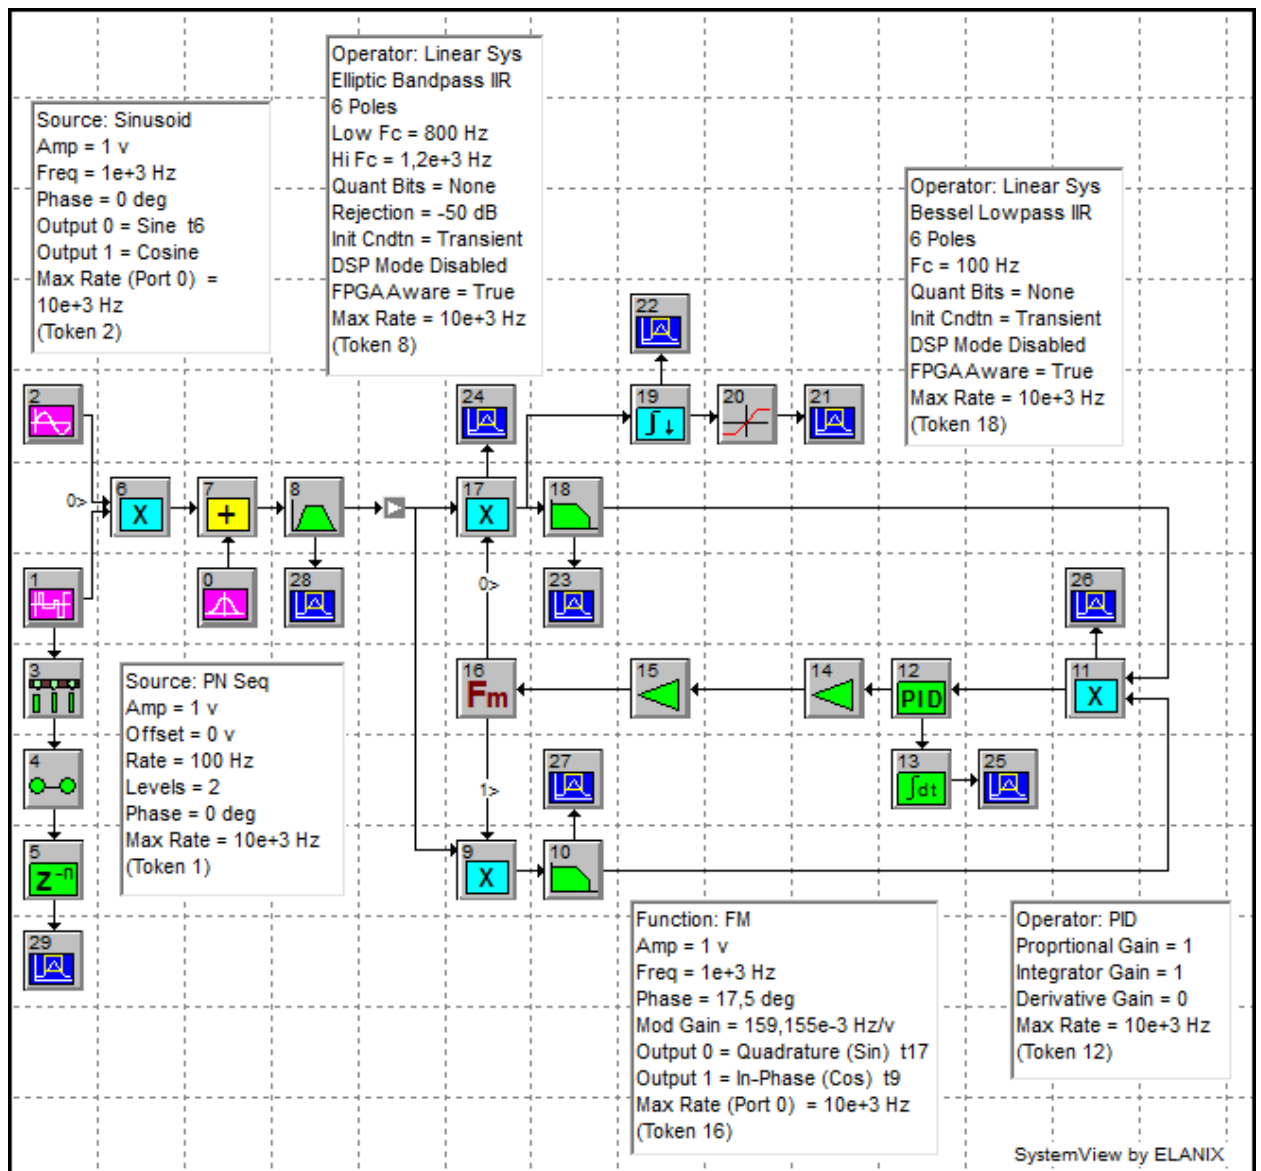 Operator: Linear Sys
Elliptic Bandpass IIR
6 Poles
Low Fc = 800 Hz
Hi Fc = 1,2e+3 Hz
Quant Bits = None
Rejection = -50 dB
Init Cndtn = Transient
DSP Mode Disabled
FPGA Aware = True
Max Rate = 10e+3 Hz
(Token 8)
Source: Sinusoid
Amp = 1 v
Freq = 1e+3 Hz
Phase = 0 deg
Output 0 = Sine t6
Output 1 = Cosine
Max Rate (Port 0) =
10e+3 Hz
(Token 2)
Operator: Linear Sys
Bessel Lowpass IIR
6 Poles
Fc = 100 Hz
Quant Bits = None
Init Cndtn = Transient
DSP Mode Disabled
FPGA Aware = True
Max Rate = 10e+3 Hz
(Token 18)
22
2
24
19
∫↓
20
21
0>
6
X
7
+
8
17
X
18
1
0
28
0>
23
26
3
16
Fm
15
14
12
PID
11
X
Source: PN Seq
Amp = 1 v
Offset = 0 v
Rate = 100 Hz
Levels = 2
Phase = 0 deg
Max Rate = 10e+3 Hz
(Token 1)
4
1>
27
13
∫dt
25
5
Z⁻ⁿ
9
X
10
29
Function: FM
Amp = 1 v
Freq = 1e+3 Hz
Phase = 17,5 deg
Mod Gain = 159,155e-3 Hz/v
Output 0 = Quadrature (Sin) t17
Output 1 = In-Phase (Cos) t9
Max Rate (Port 0) = 10e+3 Hz
(Token 16)
Operator: PID
Proprtional Gain = 1
Integrator Gain = 1
Derivative Gain = 0
Max Rate = 10e+3 Hz
(Token 12)
SystemView by ELANIX